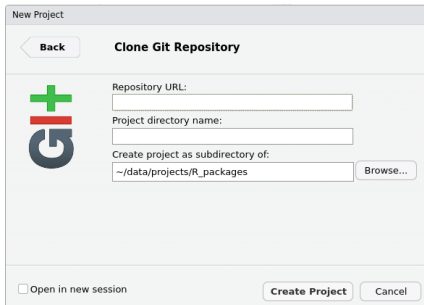 New Project
Back
Clone Git Repository
Repository URL:
Project directory name:
Create project as subdirectory of:
~/data/projects/R_packages
Browse...
git
Open in new session
Create Project
Cancel